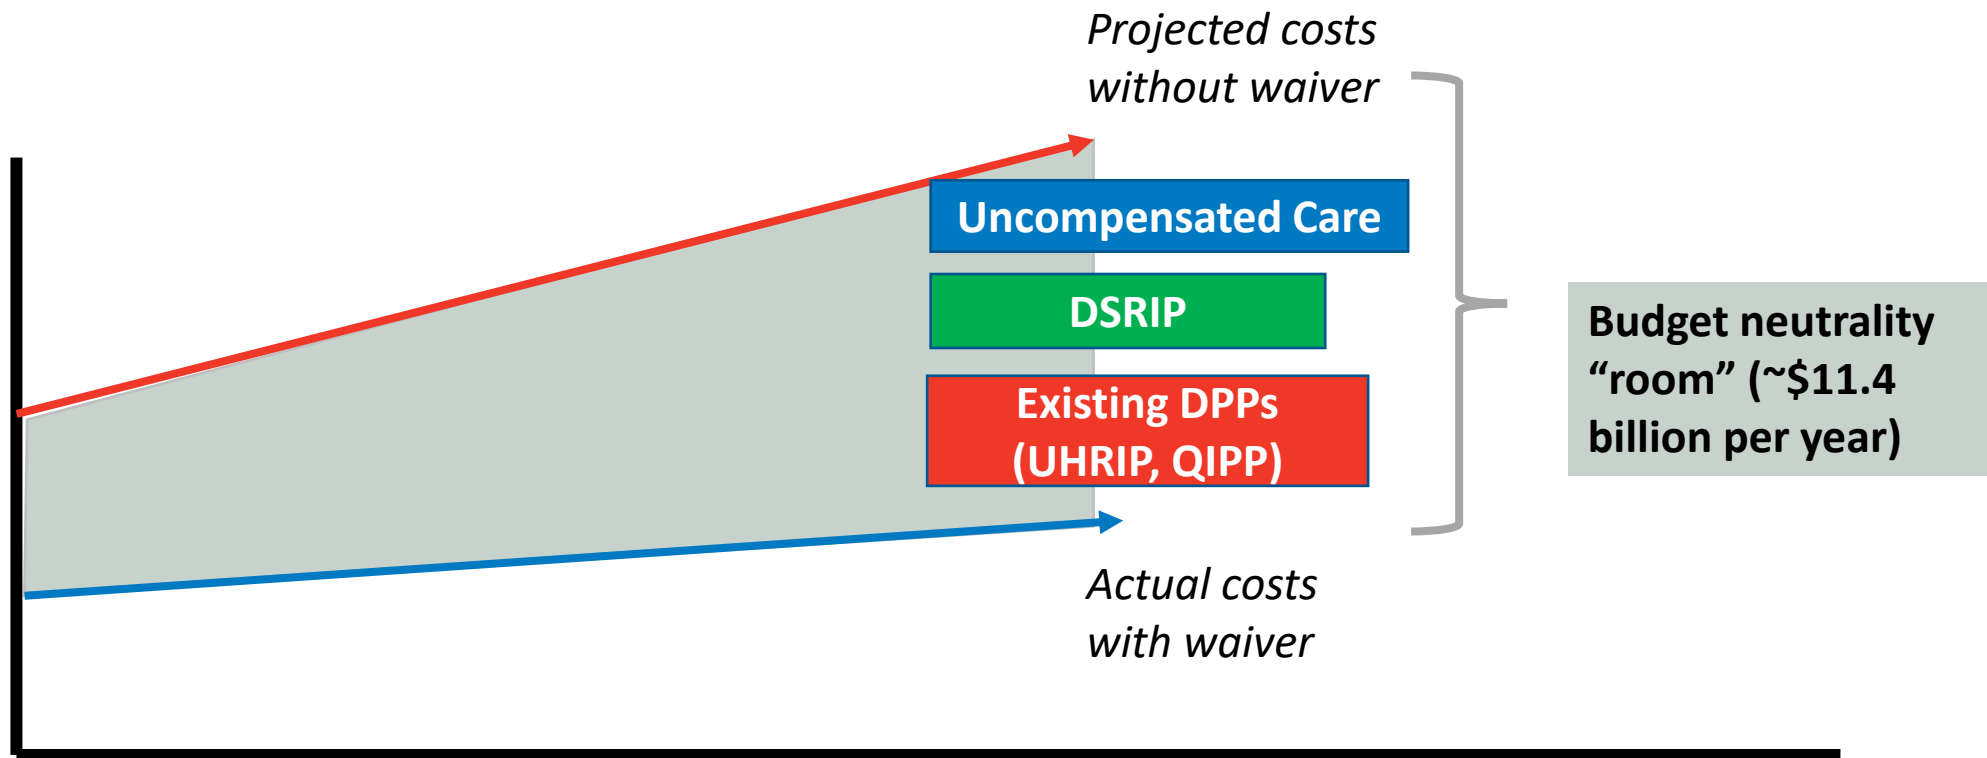 Projected costs
without waiver
Uncompensated Care
DSRIP
Existing DPPs
(UHRIP, QIPP)
Budget neutrality
“room” (~$11.4
billion per year)
Actual costs
with waiver